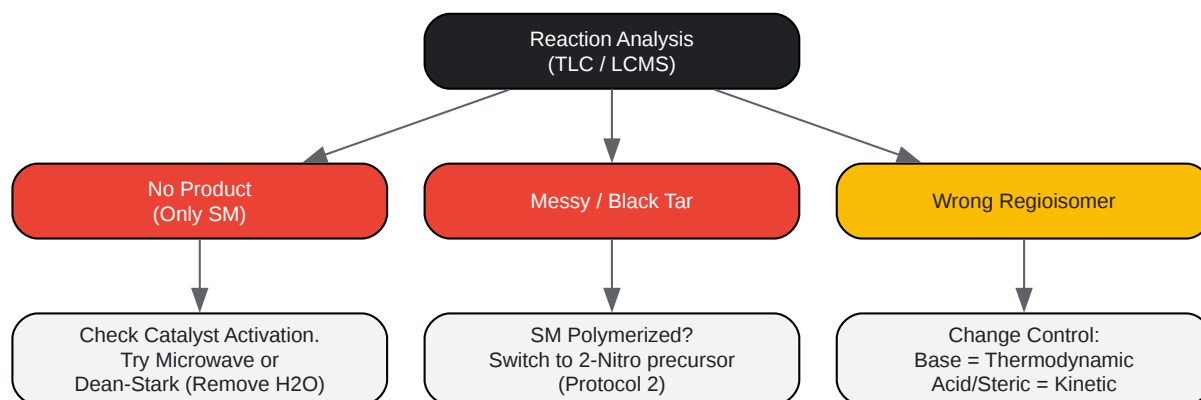 Reaction Analysis
(TLC / LCMS)
No Product
(Only SM)
Messy / Black Tar
Wrong Regioisomer
Check Catalyst Activation.
Try Microwave or
Dean-Stark (Remove H2O)
SM Polymerized?
Switch to 2-Nitro precursor
(Protocol 2)
Change Control:
Base = Thermodynamic
Acid/Steric = Kinetic